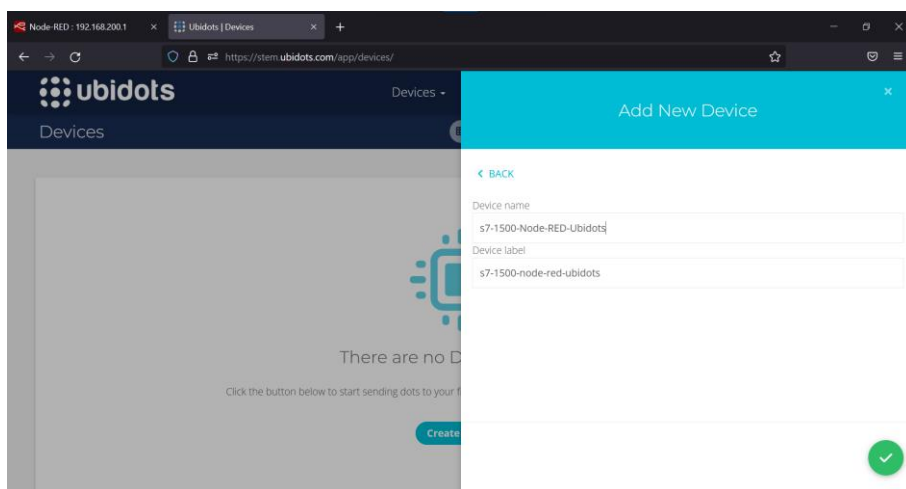 Node-RED : 192.168.200.1
Ubidots | Devices
https://stem.ubidots.com/app/devices/
ubidots
Devices
Add New Device
Devices
BACK
Device name
s7-1500-Node-RED-Ubidots
Device label
s7-1500-node-red-ubidots
There are no D
Click the button below to start sending dots to your f
Create